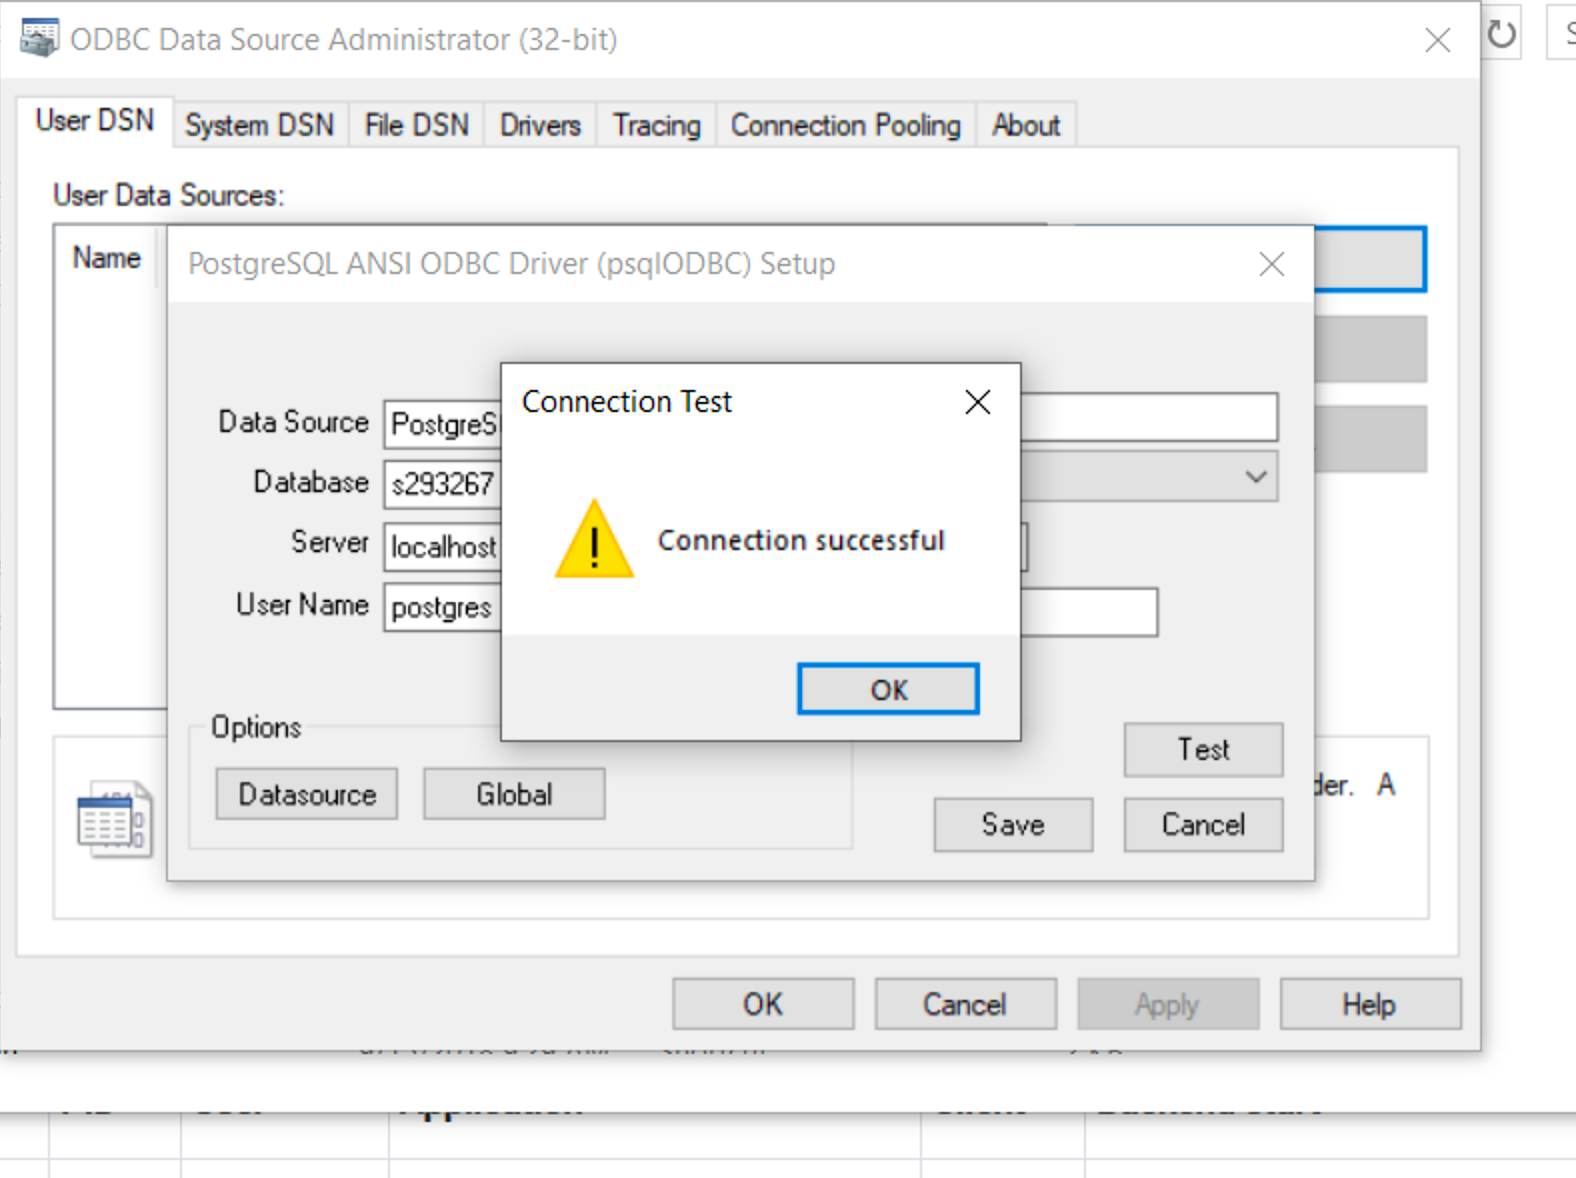 ODBC Data Source Administrator (32-bit)
User DSN System DSN File DSN Drivers Tracing Connection Pooling About
User Data Sources:
Name
PostgreSQL ANSI ODBC Driver (psqlODBC) Setup
Connection Test
Data Source PostgreS
Database s293267
Server localhost
User Name postgres
Connection successful
OK
Options
Datasource Global
Test
Save Cancel
der. A
OK Cancel Apply Help